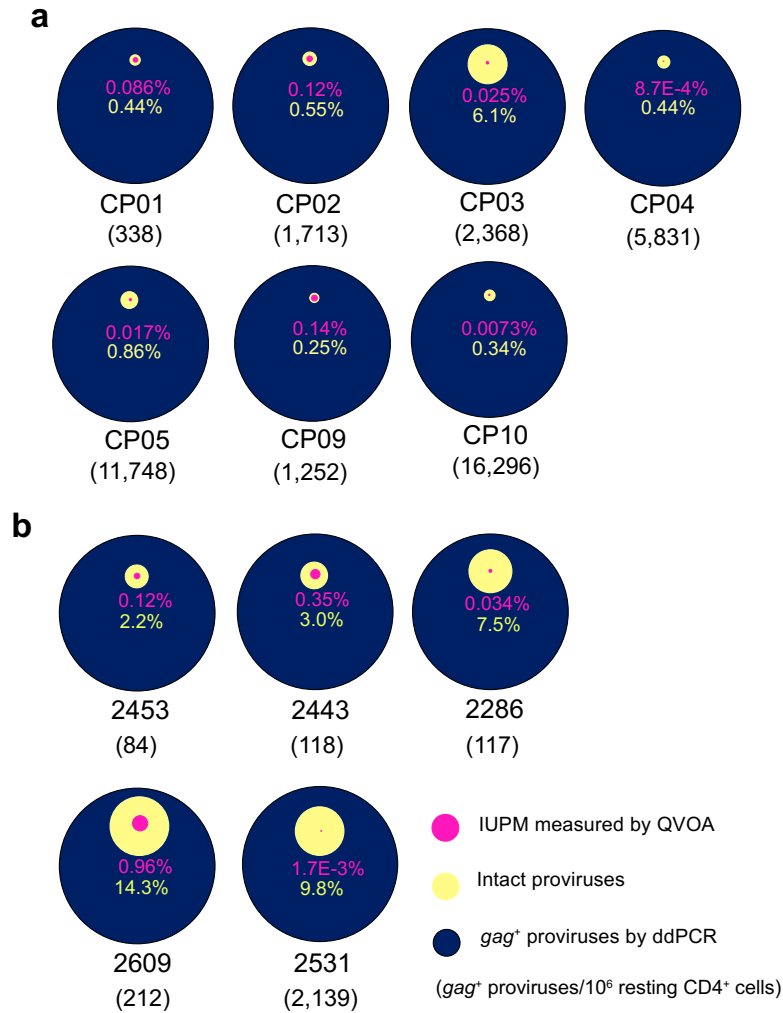 a
0.086%
0.44%
CP01
(338)
0.12%
0.55%
CP02
(1,713)
0.025%
6.1%
CP03
(2,368)
8.7E-4%
0.44%
CP04
(5,831)
0.017%
0.86%
CP05
(11,748)
0.14%
0.25%
CP09
(1,252)
0.0073%
0.34%
CP10
(16,296)
b
0.12%
2.2%
2453
(84)
0.35%
3.0%
2443
(118)
0.034%
7.5%
2286
(117)
0.96%
14.3%
2609
(212)
1.7E-3%
9.8%
2531
(2,139)
IUPM measured by QVOA
Intact proviruses
gag⁺ proviruses by ddPCR
(gag⁺ proviruses/10⁶ resting CD4⁺ cells)